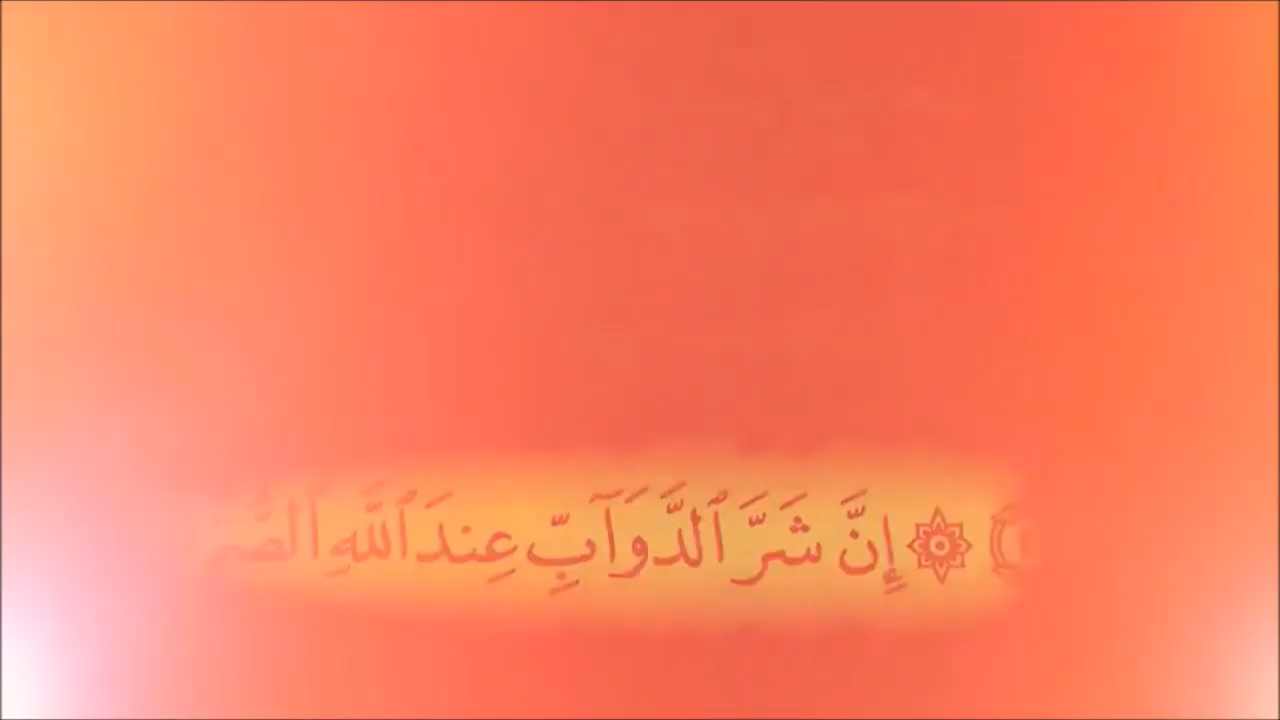 ۞ إِنَّ شَرَّ ٱلدَّوَآبِّ عِندَ ٱللَّهِ